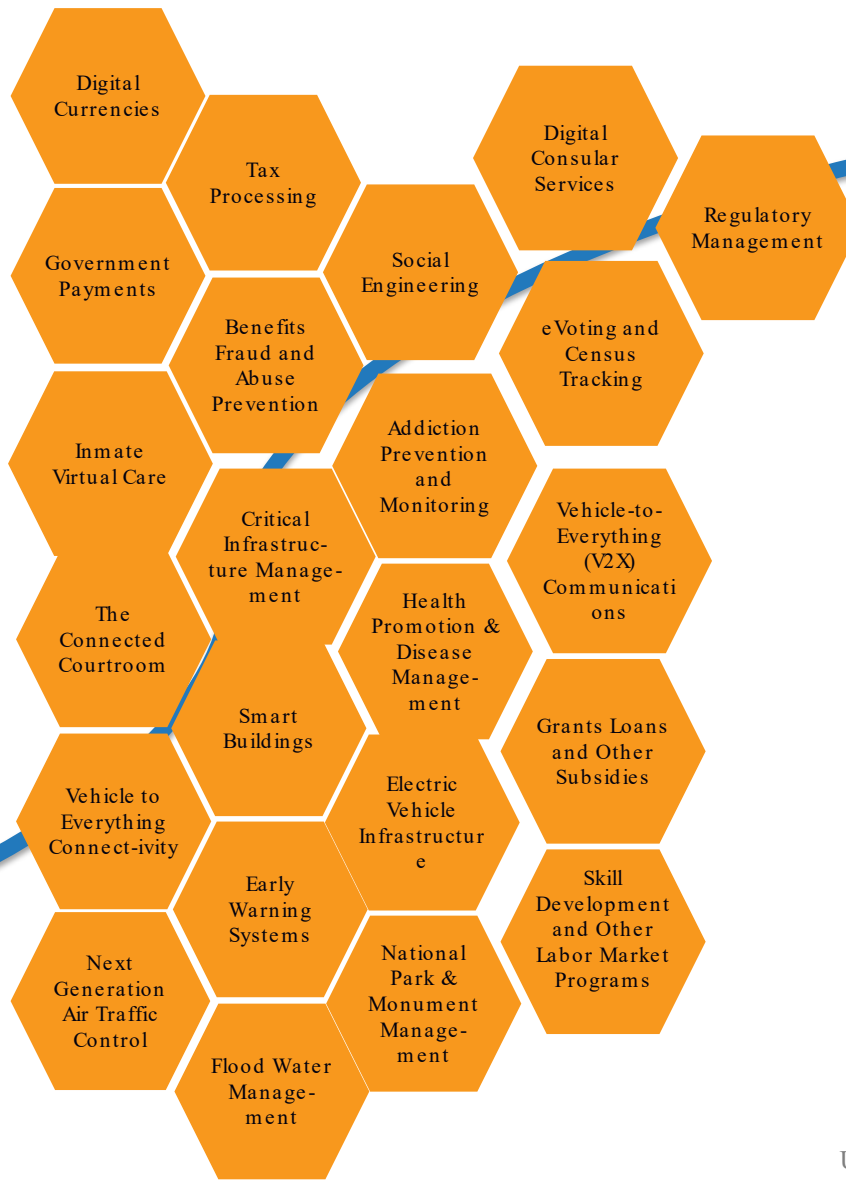 Digital
Currencies
Tax
Processing
Digital
Consular
Services
Regulatory
Management
Government
Payments
Social
Engineering
Benefits
Fraud and
Abuse
Prevention
eVoting and
Census
Tracking
Inmate
Virtual Care
Addiction
Prevention
and
Monitoring
Critical
Infrastruc-
ture Manage-
ment
Vehicle-to-
Everything
(V2X)
Communicati
ons
The
Connected
Courtroom
Health
Promotion &
Disease
Manage-
ment
Smart
Buildings
Grants Loans
and Other
Subsidies
Vehicle to
Everything
Connect-ivity
Electric
Vehicle
Infrastructur
e
Early
Warning
Systems
Skill
Development
and Other
Labor Market
Programs
Next
Generation
Air Traffic
Control
National
Park &
Monument
Manage-
ment
Flood Water
Manage-
ment